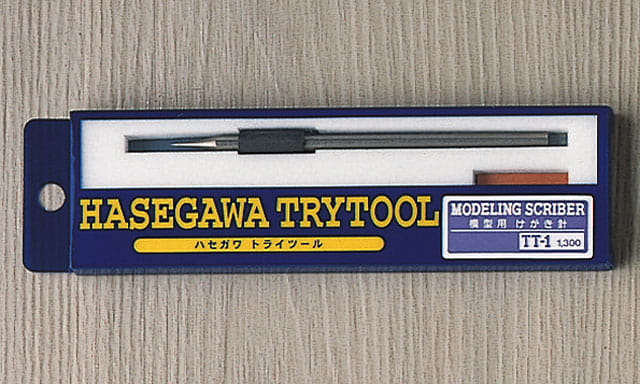 HASEGAWA TRYTOOL
ハセガワ トライツール
MODELING SCRIBER
模型用 けがき針
TT-1 1,300